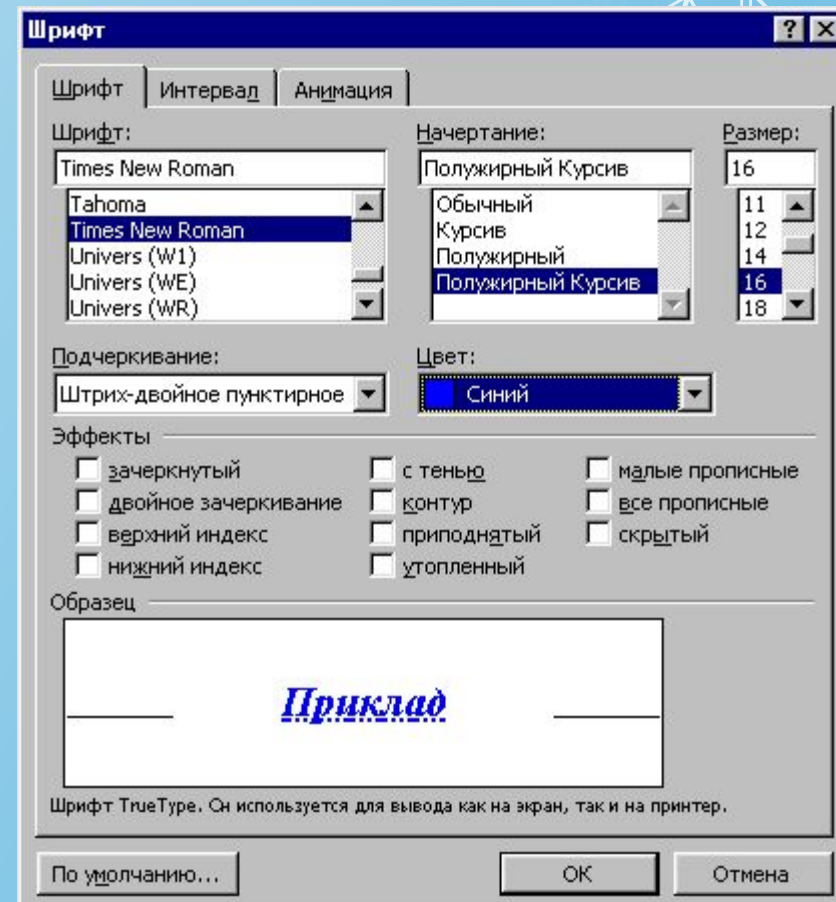 Шрифт
Шрифт Интервал Анимация
Шрифт: Начертание: Размер:
Times New Roman Полужирный Курсив 16
Tahoma Обычный 11
Times New Roman Курсив 12
Univers (W1) Полужирный 14
Univers (WE) Полужирный Курсив 16
Univers (WR) 18
Подчеркивание: Цвет:
Штрих-двойное пунктирное Синий
Эффекты
зачеркнутый с тенью малые прописные
двойное зачеркивание контур все прописные
верхний индекс приподнятый скрытый
нижний индекс утопленный
Образец
Приклад
Шрифт TrueType. Он используется для вывода как на экран, так и на принтер.
По умолчанию... ОК Отмена